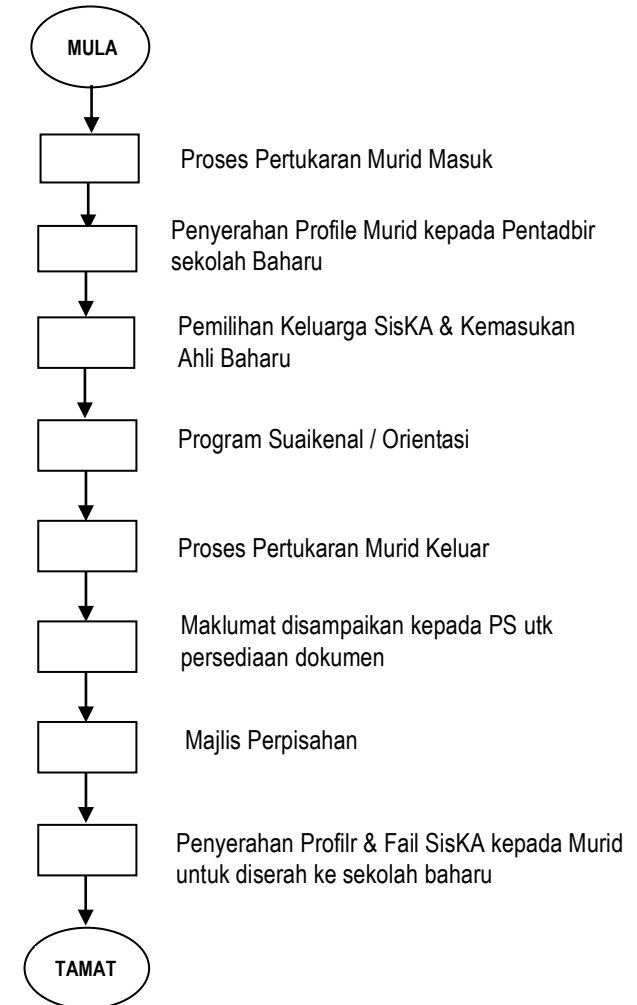 MULA
Proses Pertukaran Murid Masuk
Penyerahan Profile Murid kepada Pentadbir
sekolah Baharu
Pemilihan Keluarga SisKA & Kemasukan
Ahli Baharu
Program Suaikenal / Orientasi
Proses Pertukaran Murid Keluar
Maklumat disampaikan kepada PS utk
persediaan dokumen
Majlis Perpisahan
Penyerahan Profilr & Fail SisKA kepada Murid
untuk diserah ke sekolah baharu
TAMAT